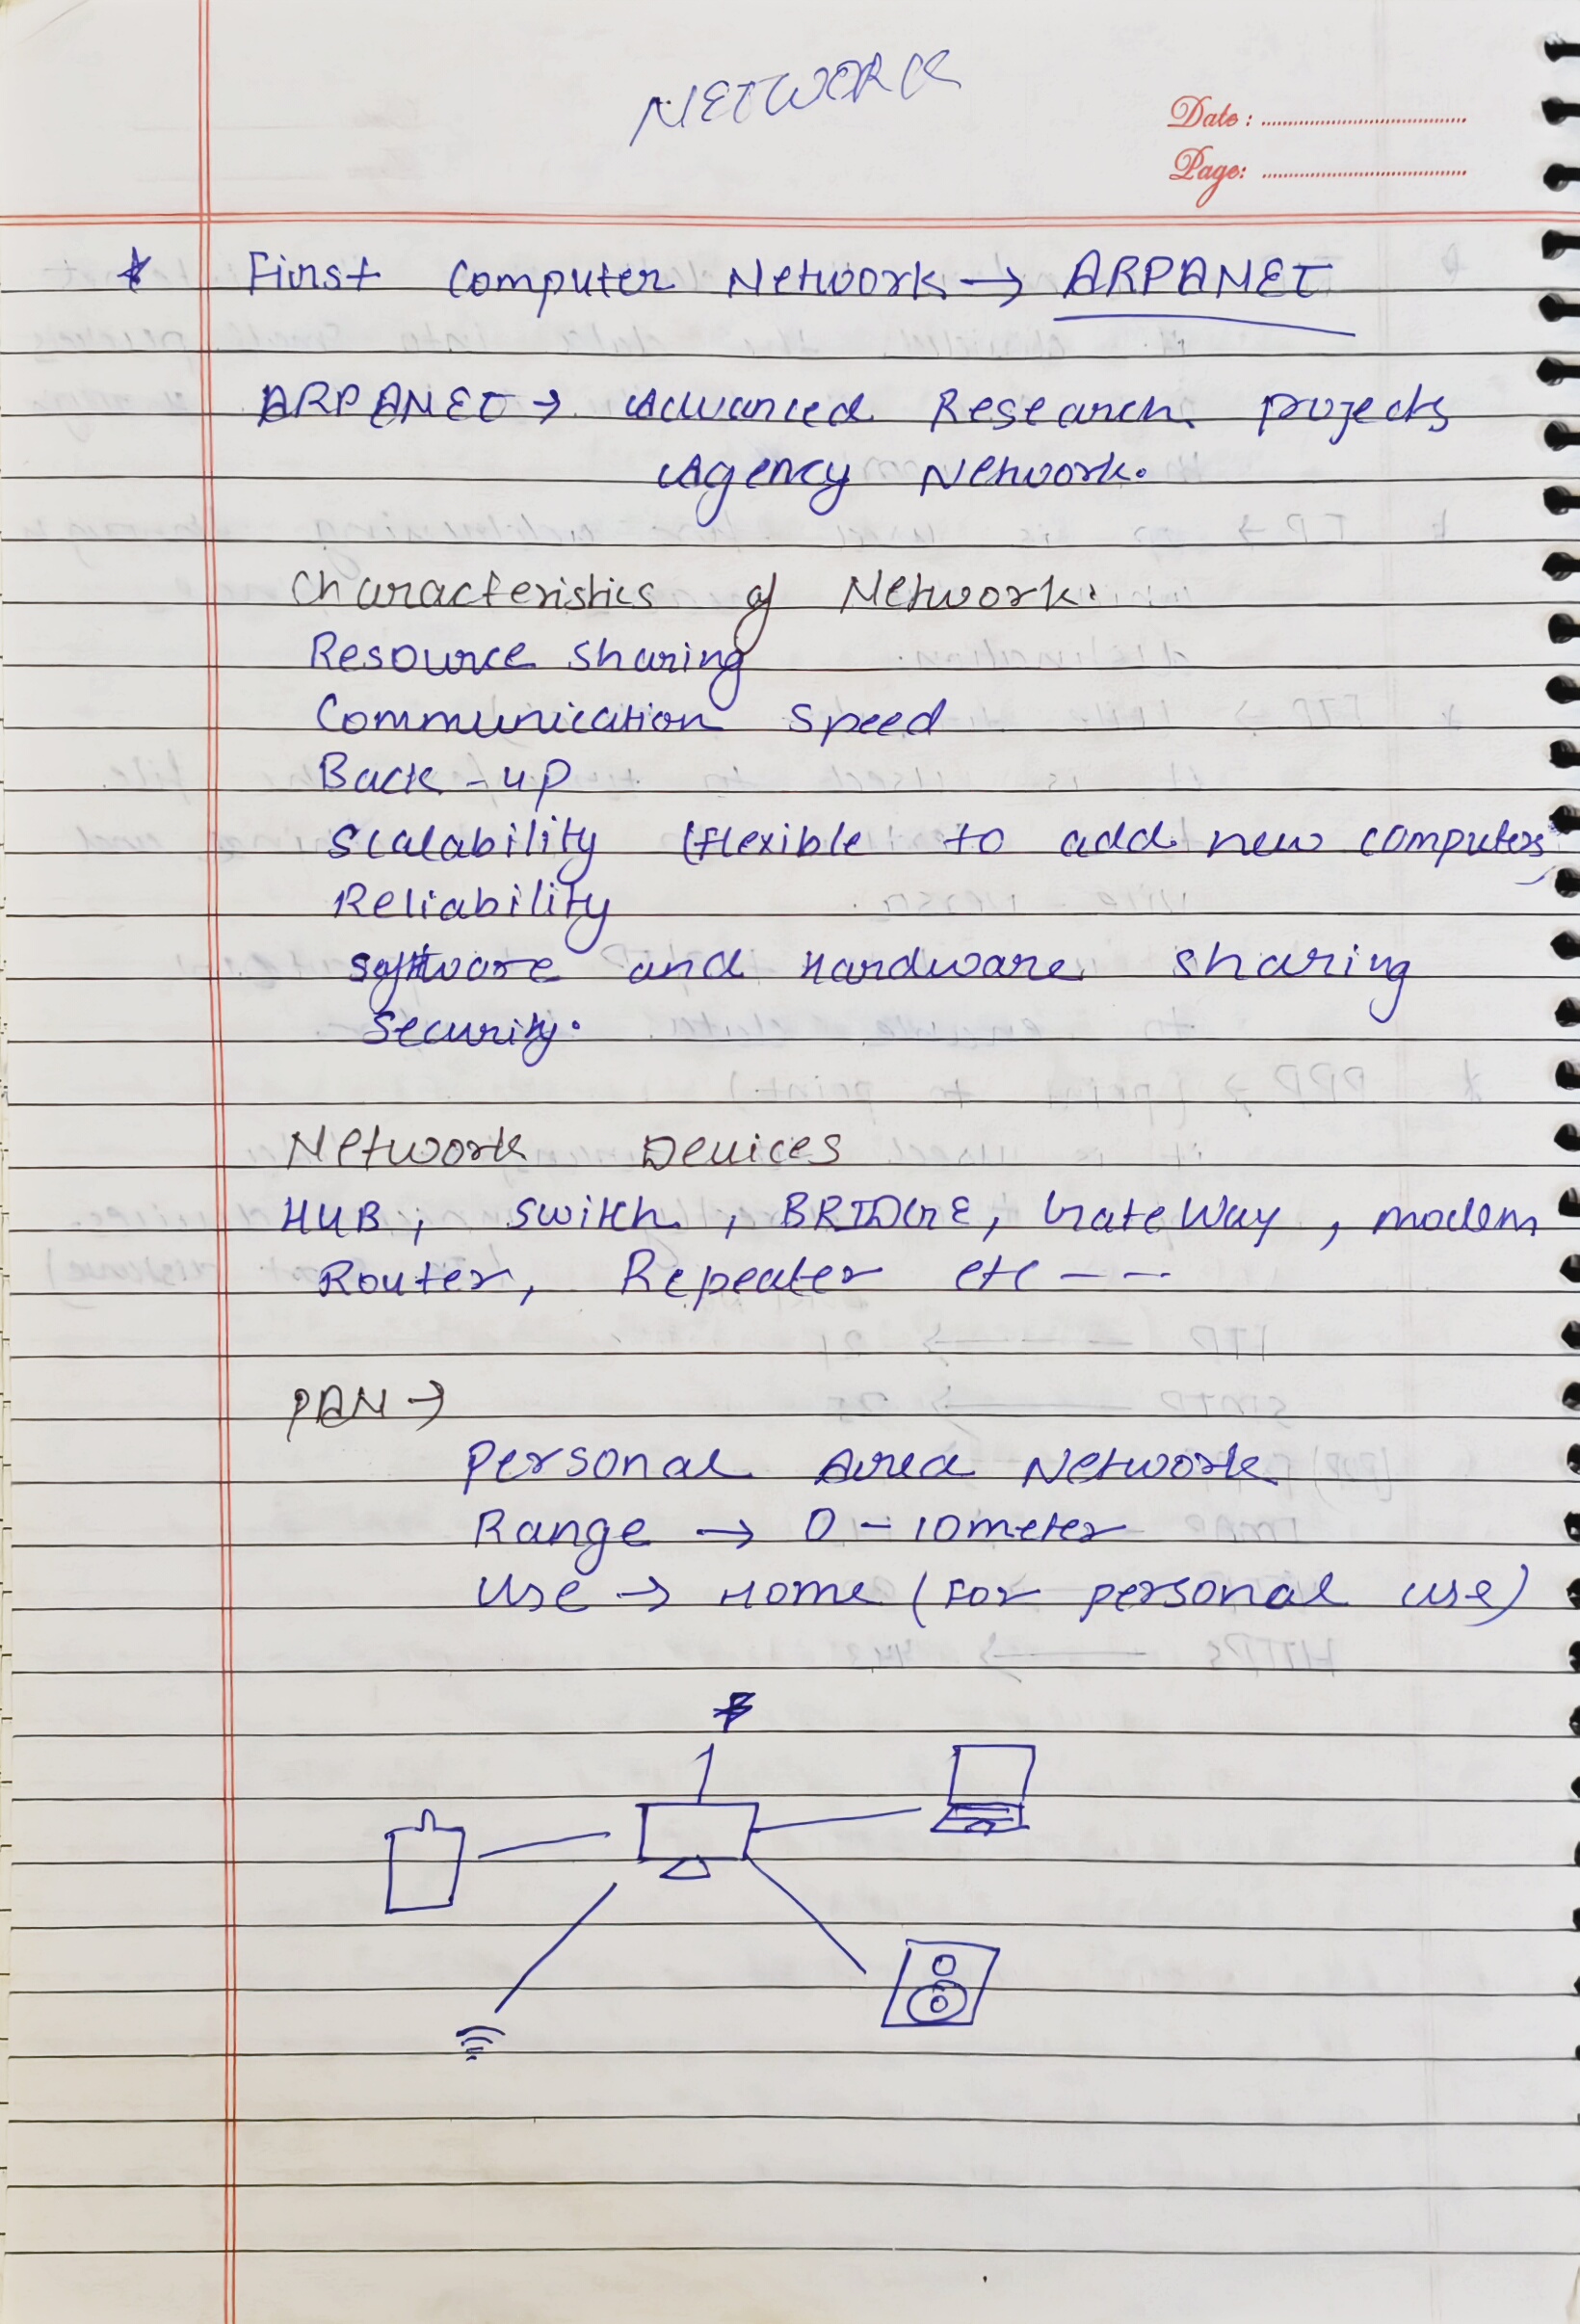 NETWORK
Date :
Page:
* First Computer Network → ARPANET
ARPANET → Advanced Research projects
Agency Network.
Characteristics of Network:
Resource sharing
Communication speed
Back-up
Scalability (flexible to add new computers)
Reliability
software and Hardware sharing
Security.
Network Devices
HUB, switch, BRIDGE, GateWay, modem
Router, Repeater etc ---
PAN →
personal Area Network
Range → 0-10meter
Use → Home (For personal use)